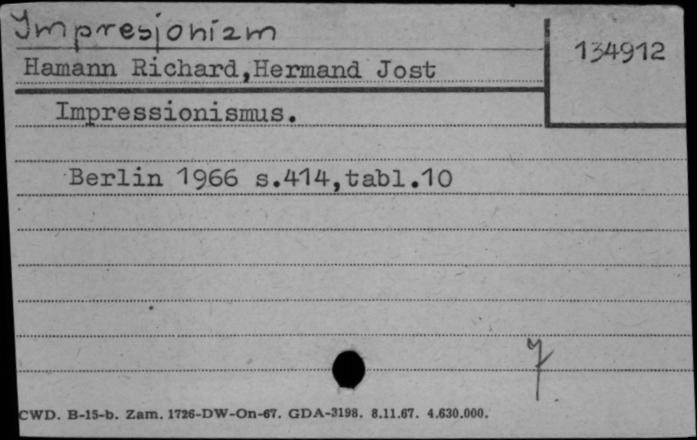 Impresjonizm
134912
Hamann Richard,Hermand Jost
Impressionismus.
Berlin 1966 s.414,tabl.10
CWD. B-15-b. Zam. 1726-DW-On-67. GDA-3198. 8.11.67. 4.630.000.